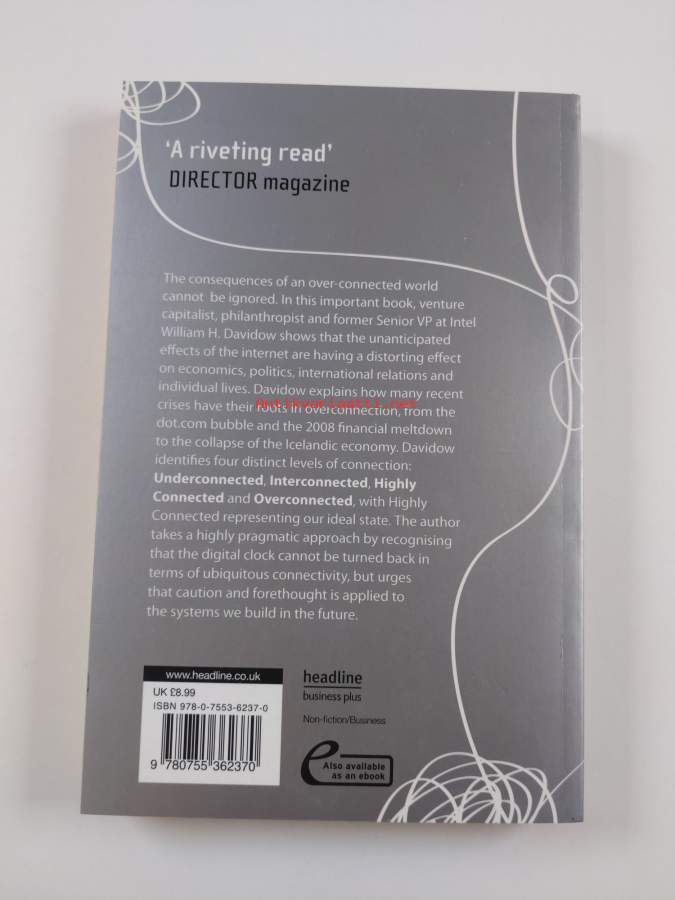 ‘A riveting read’
DIRECTOR magazine
The consequences of an over-connected world
cannot be ignored. In this important book, venture
capitalist, philanthropist and former Senior VP at Intel
William H. Davidow shows that the unanticipated
effects of the internet are having a distorting effect
on economics, politics, international relations and
individual lives. Davidow explains how many recent
crises have their roots in overconnection, from the
dot.com bubble and the 2008 financial meltdown
to the collapse of the Icelandic economy. Davidow
identifies four distinct levels of connection:
Underconnected, Interconnected, Highly
Connected and Overconnected, with Highly
Connected representing our ideal state. The author
takes a highly pragmatic approach by recognising
that the digital clock cannot be turned back in
terms of ubiquitous connectivity, but urges
that caution and forethought is applied to
the systems we build in the future.
www.headline.co.uk
UK £8.99
ISBN 978-0-7553-6237-0
9 780755 362370
headline
business plus
Non-fiction/Business
Also available
as an ebook